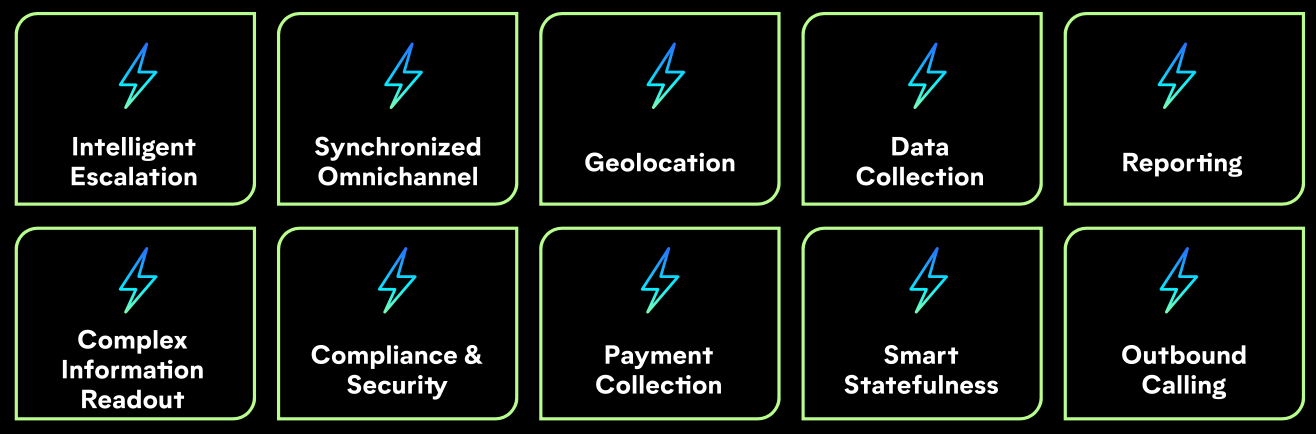 Intelligent
Escalation
Synchronized
Omnichannel
Geolocation
Data
Collection
Reporting
Complex
Information
Readout
Compliance &
Security
Payment
Collection
Smart
Statefulness
Outbound
Calling